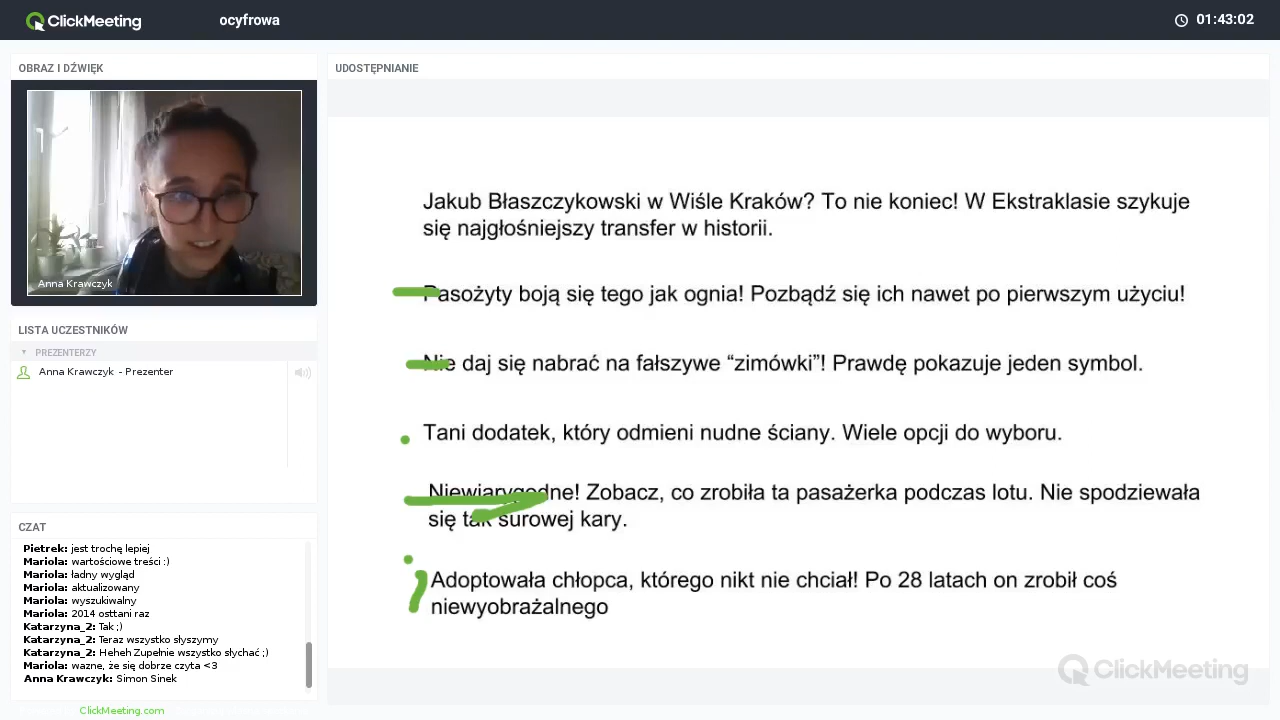 ClickMeeting
ocyfrowa
01:43:02
OBRAZ I DŹWIĘK
Anna Krawczyk
LISTA UCZESTNIKÓW
PREZENTERZY
Anna Krawczyk - Prezenter
CZAT
Pietrek: jest trochę lepiej
Mariola: wartościowe treści :)
Mariola: ładny wygląd
Mariola: aktualizowany
Mariola: wyszukiwalny
Mariola: 2014 osttani raz
Katarzyna_2: Tak ;)
Katarzyna_2: Teraz wszystko słyszymy
Katarzyna_2: Heheh Zupełnie wszystko słychać ;)
Mariola: wazne, że się dobrze czyta <3
Anna Krawczyk: Simon Sinek
ClickMeeting.com
UDOSTĘPNIANIE
Jakub Błaszczykowski w Wiśle Kraków? To nie koniec! W Ekstraklasie szykuje
się najgłośniejszy transfer w historii.
Pasożyty boją się tego jak ognia! Pozbądź się ich nawet po pierwszym użyciu!
Nie daj się nabrać na fałszywe “zimówki”! Prawdę pokazuje jeden symbol.
Tani dodatek, który odmieni nudne ściany. Wiele opcji do wyboru.
Niewiarygodne! Zobacz, co zrobiła ta pasażerka podczas lotu. Nie spodziewała
się tak surowej kary.
Adoptowała chłopca, którego nikt nie chciał! Po 28 latach on zrobił coś
niewyobrażalnego
ClickMeeting